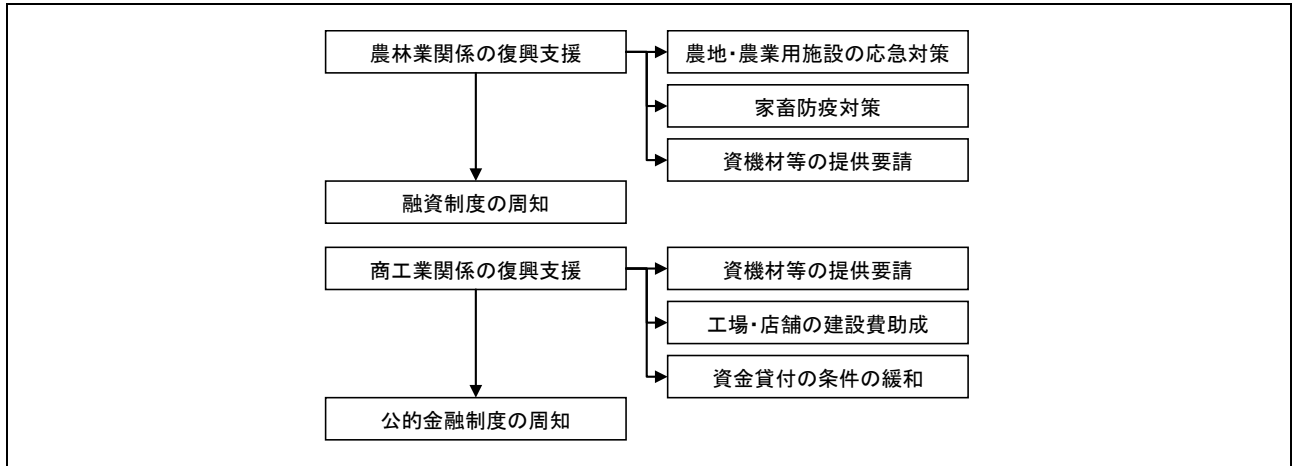 農林業関係の復興支援
農地・農業用施設の応急対策
家畜防疫対策
資機材等の提供要請
融資制度の周知
商工業関係の復興支援
資機材等の提供要請
工場・店舗の建設費助成
資金貸付の条件の緩和
公的金融制度の周知